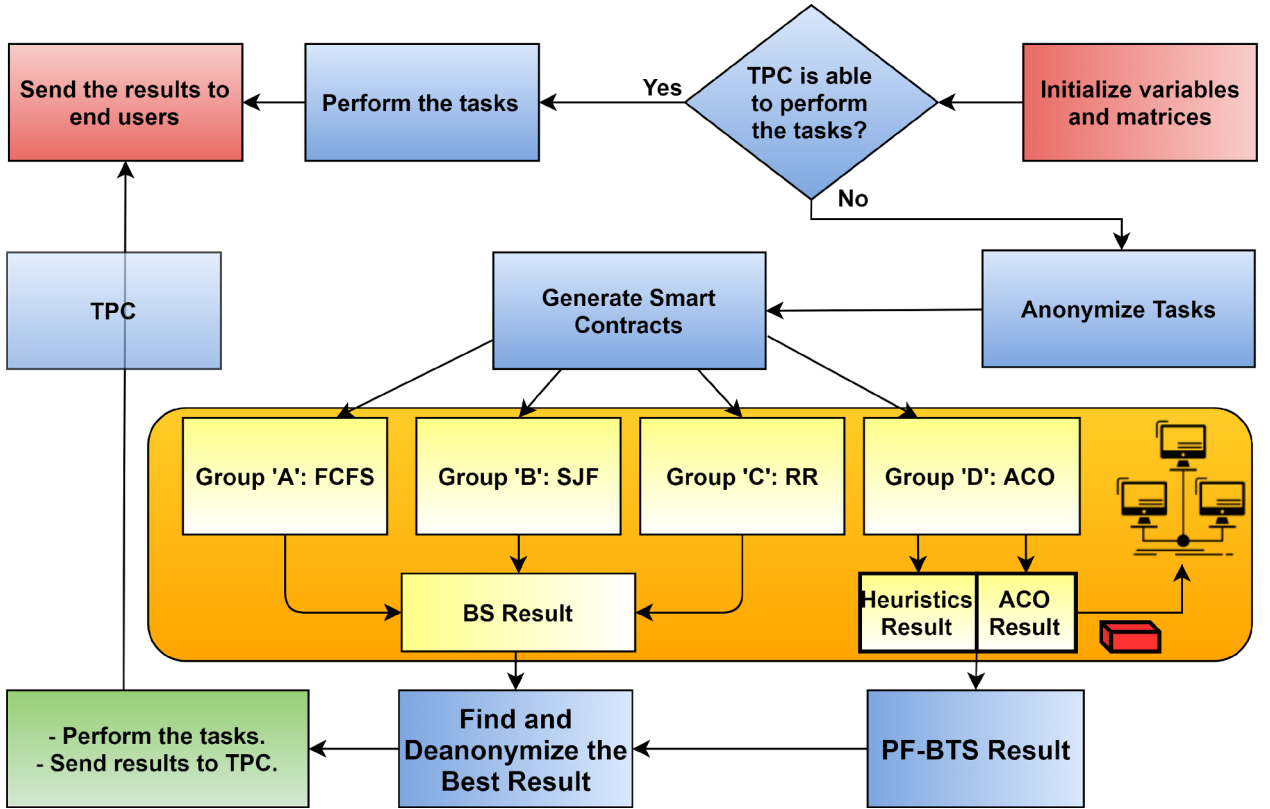 Send the results to
end users
Perform the tasks
Yes
TPC is able
to perform
the tasks?
Initialize variables
and matrices
No
TPC
Generate Smart
Contracts
Anonymize Tasks
Group 'A': FCFS
Group 'B': SJF
Group 'C': RR
Group 'D': ACO
BS Result
Heuristics
Result
ACO
Result
- Perform the tasks.
- Send results to TPC.
Find and
Deanonymize the
Best Result
PF-BTS Result